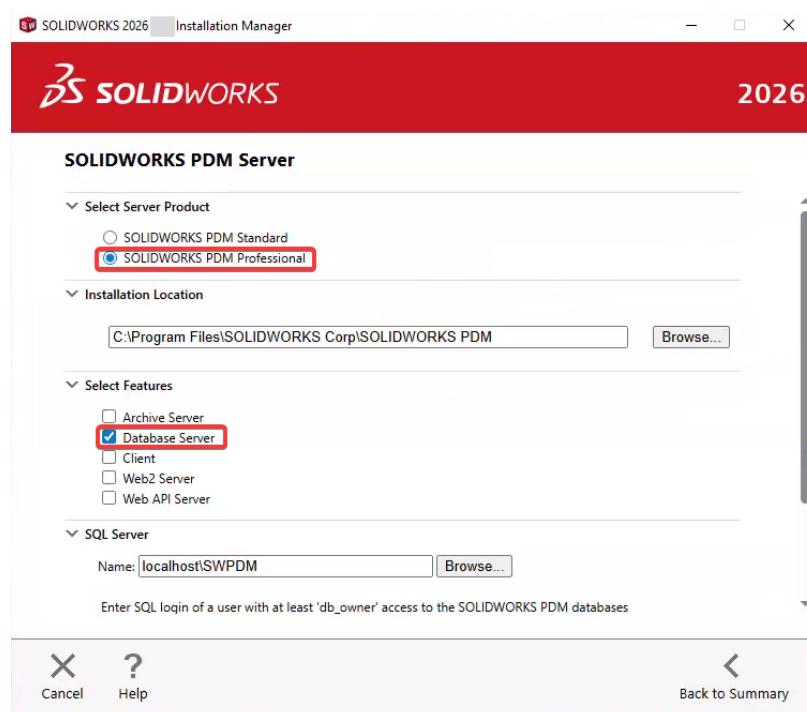 SOLIDWORKS 2026 Installation Manager
SOLIDWORKS
2026
SOLIDWORKS PDM Server
Select Server Product
SOLIDWORKS PDM Standard
SOLIDWORKS PDM Professional
Installation Location
C:\Program Files\SOLIDWORKS Corp\SOLIDWORKS PDM
Browse...
Select Features
Archive Server
Database Server
Client
Web2 Server
Web API Server
SQL Server
Name: localhost\SWPDM Browse...
Enter SQL login of a user with at least 'db_owner' access to the SOLIDWORKS PDM databases
Cancel
Help
Back to Summary